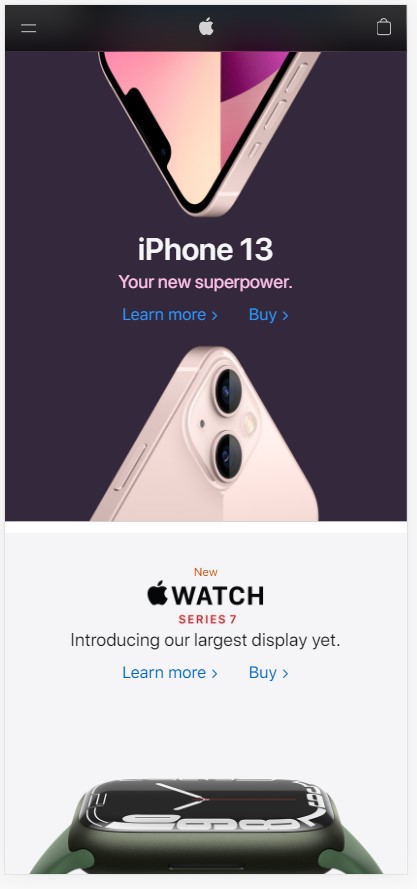 iPhone 13
Your new superpower.
Learn more > Buy >
New
WATCH
SERIES 7
Introducing our largest display yet.
Learn more > Buy >